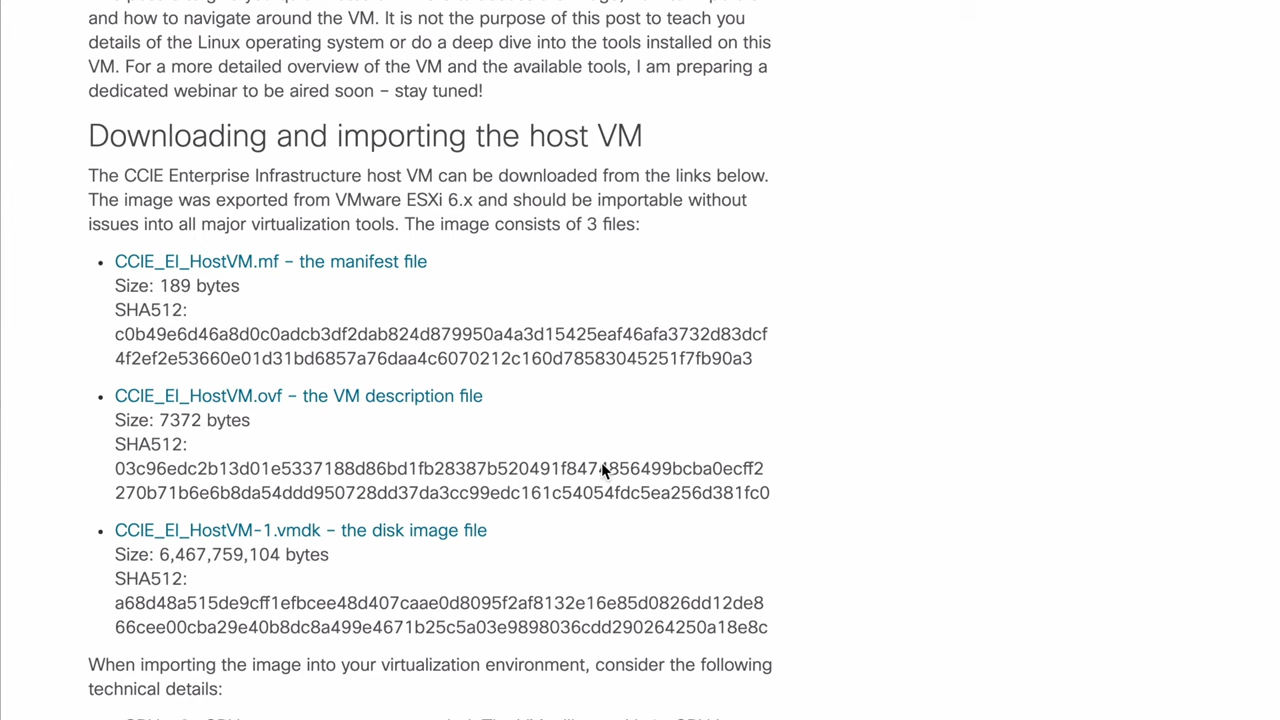 and how to navigate around the VM. It is not the purpose of this post to teach you
details of the Linux operating system or do a deep dive into the tools installed on this
VM. For a more detailed overview of the VM and the available tools, I am preparing a
dedicated webinar to be aired soon – stay tuned!
Downloading and importing the host VM
The CCIE Enterprise Infrastructure host VM can be downloaded from the links below.
The image was exported from VMware ESXi 6.x and should be importable without
issues into all major virtualization tools. The image consists of 3 files:
• CCIE_EI_HostVM.mf – the manifest file
Size: 189 bytes
SHA512:
c0b49e6d46a8d0c0adcb3df2dab824d879950a4a3d15425eaf46afa3732d83dcf
4f2ef2e53660e01d31bd6857a76daa4c6070212c160d78583045251f7fb90a3
• CCIE_EI_HostVM.ovf – the VM description file
Size: 7372 bytes
SHA512:
270b71b6e6b8da54ddd950728dd37da3cc99edc161c54054fdc5ea256d381fc0
• CCIE_EI_HostVM-1.vmdk – the disk image file
Size: 6,467,759,104 bytes
SHA512:
a68d48a515de9cff1efbcee48d407caae0d8095f2af8132e16e85d0826dd12de8
66cee00cba29e40b8dc8a499e4671b25c5a03e9898036cdd290264250a18e8c
When importing the image into your virtualization environment, consider the following
technical details: